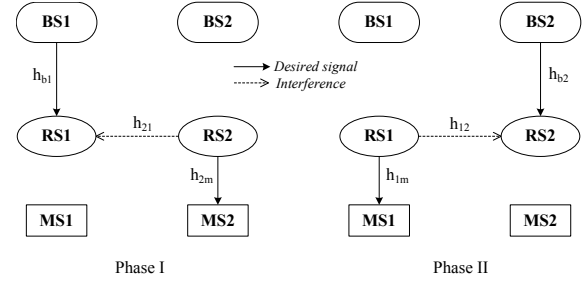 BS1 BS2 BS1 BS2
Desired signal
Interference
h_b1 h_b2
h_21 h_12
RS1 RS2 RS1 RS2
h_2m h_1m
MS1 MS2 MS1 MS2
Phase I Phase II